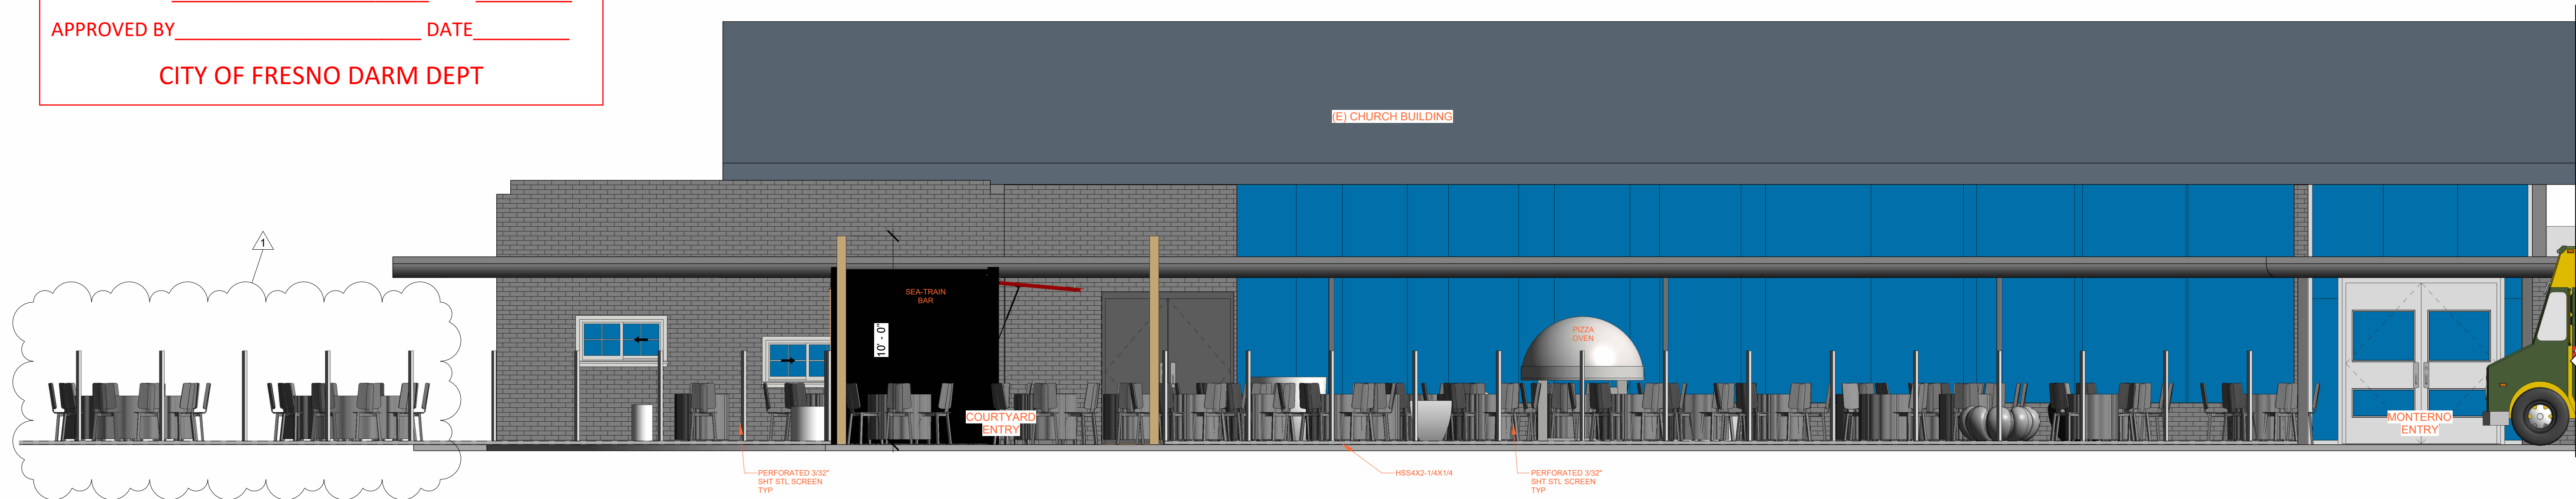 APPROVED BY_______________________ DATE_________
CITY OF FRESNO DARM DEPT
(E) CHURCH BUILDING
1
SEA-TRAIN
BAR
10' - 0"
PIZZA
OVEN
COURTYARD
ENTRY
MONTERNO
ENTRY
PERFORATED 3/32"
SHT STL SCREEN
TYP
HSS4X2-1/4X1/4
PERFORATED 3/32"
SHT STL SCREEN
TYP